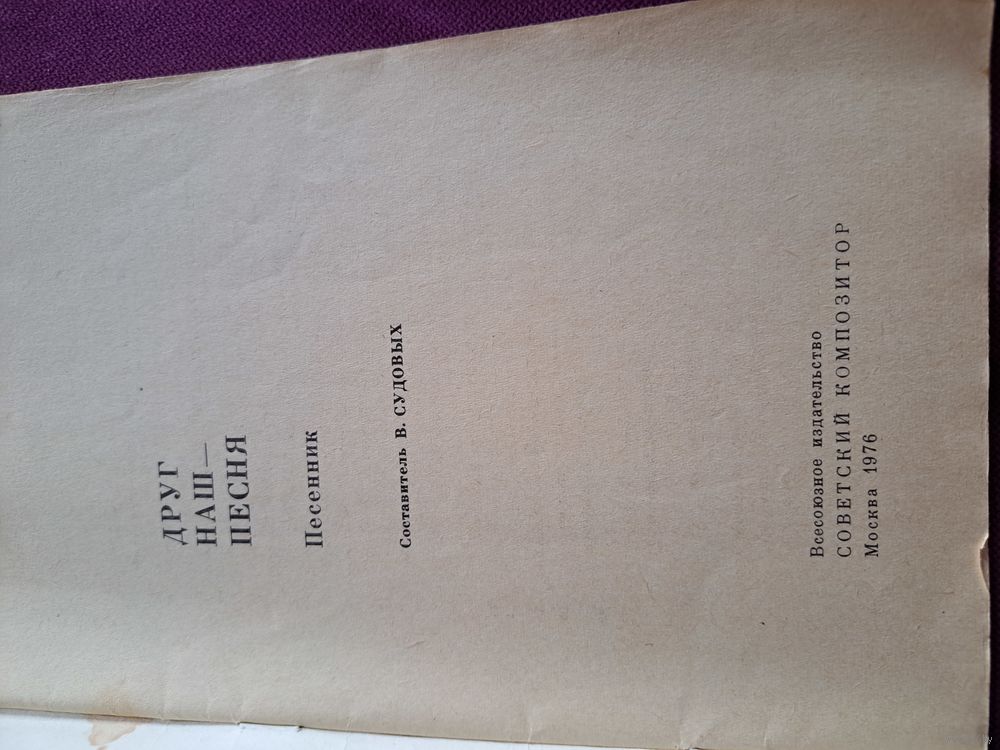 ДРУГ
НАШ—
ПЕСНЯ
Песенник
Составитель В. СУДОВЫХ
Всесоюзное издательство
СОВЕТСКИЙ КОМПОЗИТОР
Москва 1976